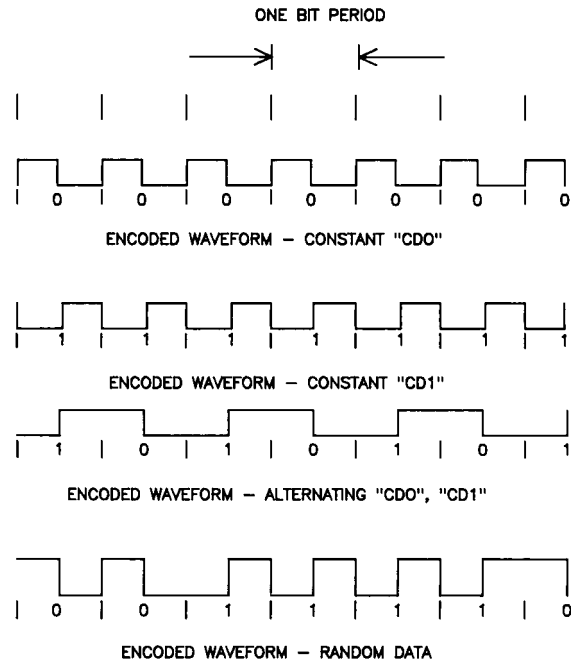 ONE BIT PERIOD
0 0 0 0 0 0 0
ENCODED WAVEFORM – CONSTANT "CD0"
1 1 1 1 1 1 1
ENCODED WAVEFORM – CONSTANT "CD1"
1 0 1 0 1 0 1
ENCODED WAVEFORM – ALTERNATING "CD0", "CD1"
0 0 1 1 1 1 0
ENCODED WAVEFORM – RANDOM DATA